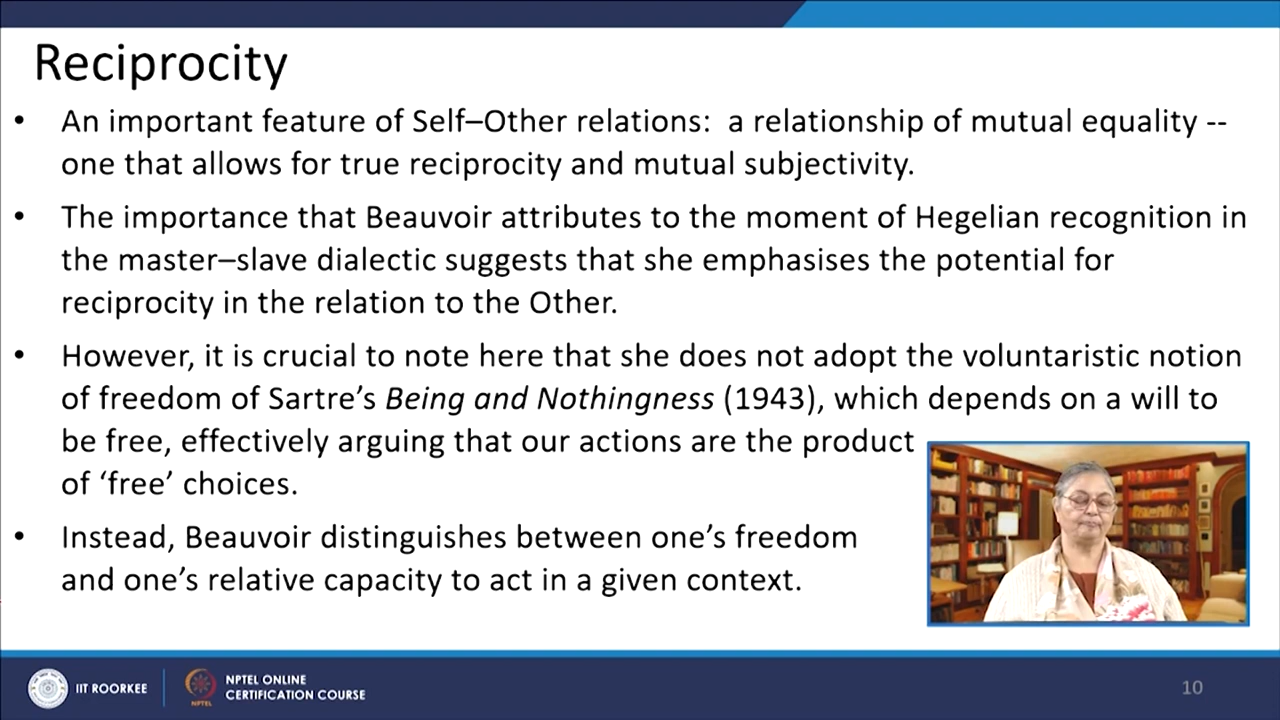 Reciprocity
• An important feature of Self–Other relations: a relationship of mutual equality --
one that allows for true reciprocity and mutual subjectivity.
• The importance that Beauvoir attributes to the moment of Hegelian recognition in
the master–slave dialectic suggests that she emphasises the potential for
reciprocity in the relation to the Other.
• However, it is crucial to note here that she does not adopt the voluntaristic notion
of freedom of Sartre’s Being and Nothingness (1943), which depends on a will to
be free, effectively arguing that our actions are the product
of ‘free’ choices.
• Instead, Beauvoir distinguishes between one’s freedom
and one’s relative capacity to act in a given context.
IIT ROORKEE
NPTEL
NPTEL ONLINE
CERTIFICATION COURSE
10